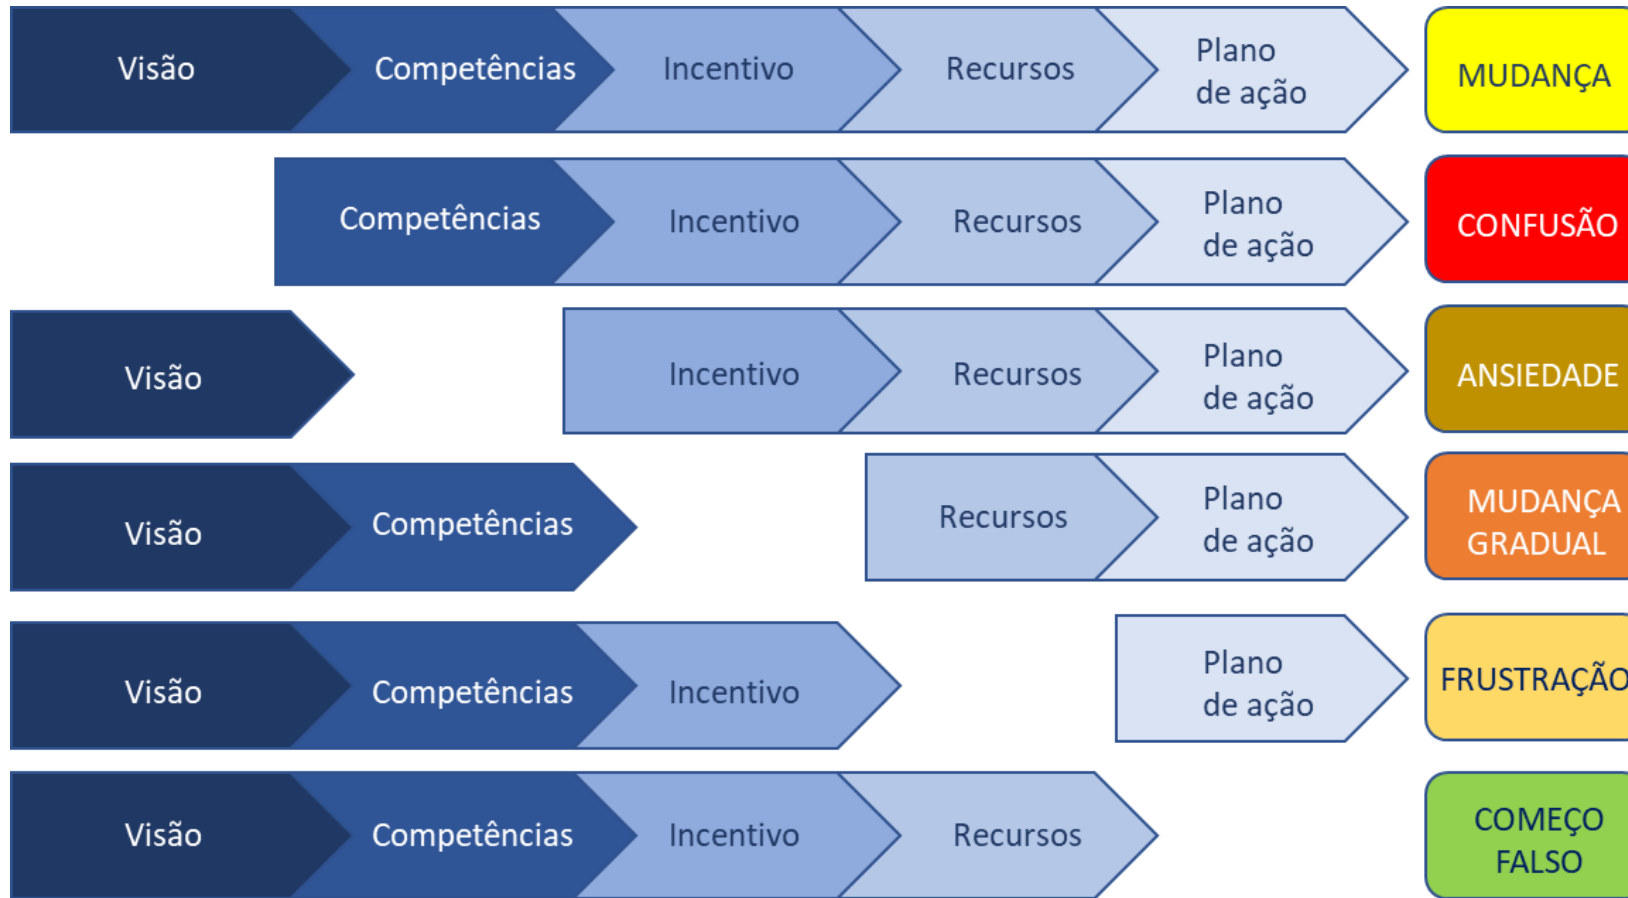 Visão
Competências
Incentivo
Recursos
Plano
de ação
MUDANÇA
Competências
Incentivo
Recursos
Plano
de ação
CONFUSÃO
Visão
Incentivo
Recursos
Plano
de ação
ANSIEDADE
Visão
Competências
Recursos
Plano
de ação
MUDANÇA
GRADUAL
Visão
Competências
Incentivo
Plano
de ação
FRUSTRAÇÃO
Visão
Competências
Incentivo
Recursos
COMEÇO
FALSO